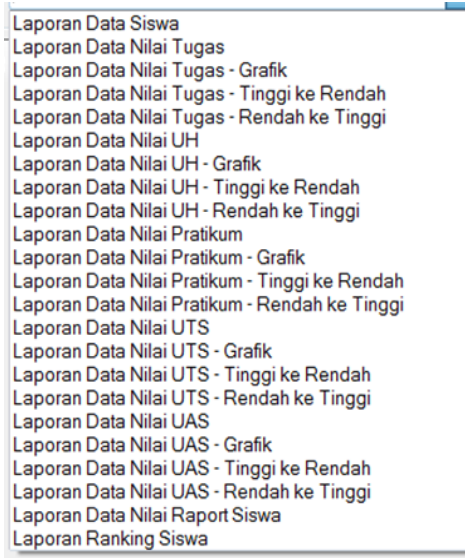 Laporan Data Siswa
Laporan Data Nilai Tugas
Laporan Data Nilai Tugas - Grafik
Laporan Data Nilai Tugas - Tinggi ke Rendah
Laporan Data Nilai Tugas - Rendah ke Tinggi
Laporan Data Nilai UH
Laporan Data Nilai UH - Grafik
Laporan Data Nilai UH - Tinggi ke Rendah
Laporan Data Nilai UH - Rendah ke Tinggi
Laporan Data Nilai Pratikum
Laporan Data Nilai Pratikum - Grafik
Laporan Data Nilai Pratikum - Tinggi ke Rendah
Laporan Data Nilai Pratikum - Rendah ke Tinggi
Laporan Data Nilai UTS
Laporan Data Nilai UTS - Grafik
Laporan Data Nilai UTS - Tinggi ke Rendah
Laporan Data Nilai UTS - Rendah ke Tinggi
Laporan Data Nilai UAS
Laporan Data Nilai UAS - Grafik
Laporan Data Nilai UAS - Tinggi ke Rendah
Laporan Data Nilai UAS - Rendah ke Tinggi
Laporan Data Nilai Raport Siswa
Laporan Ranking Siswa